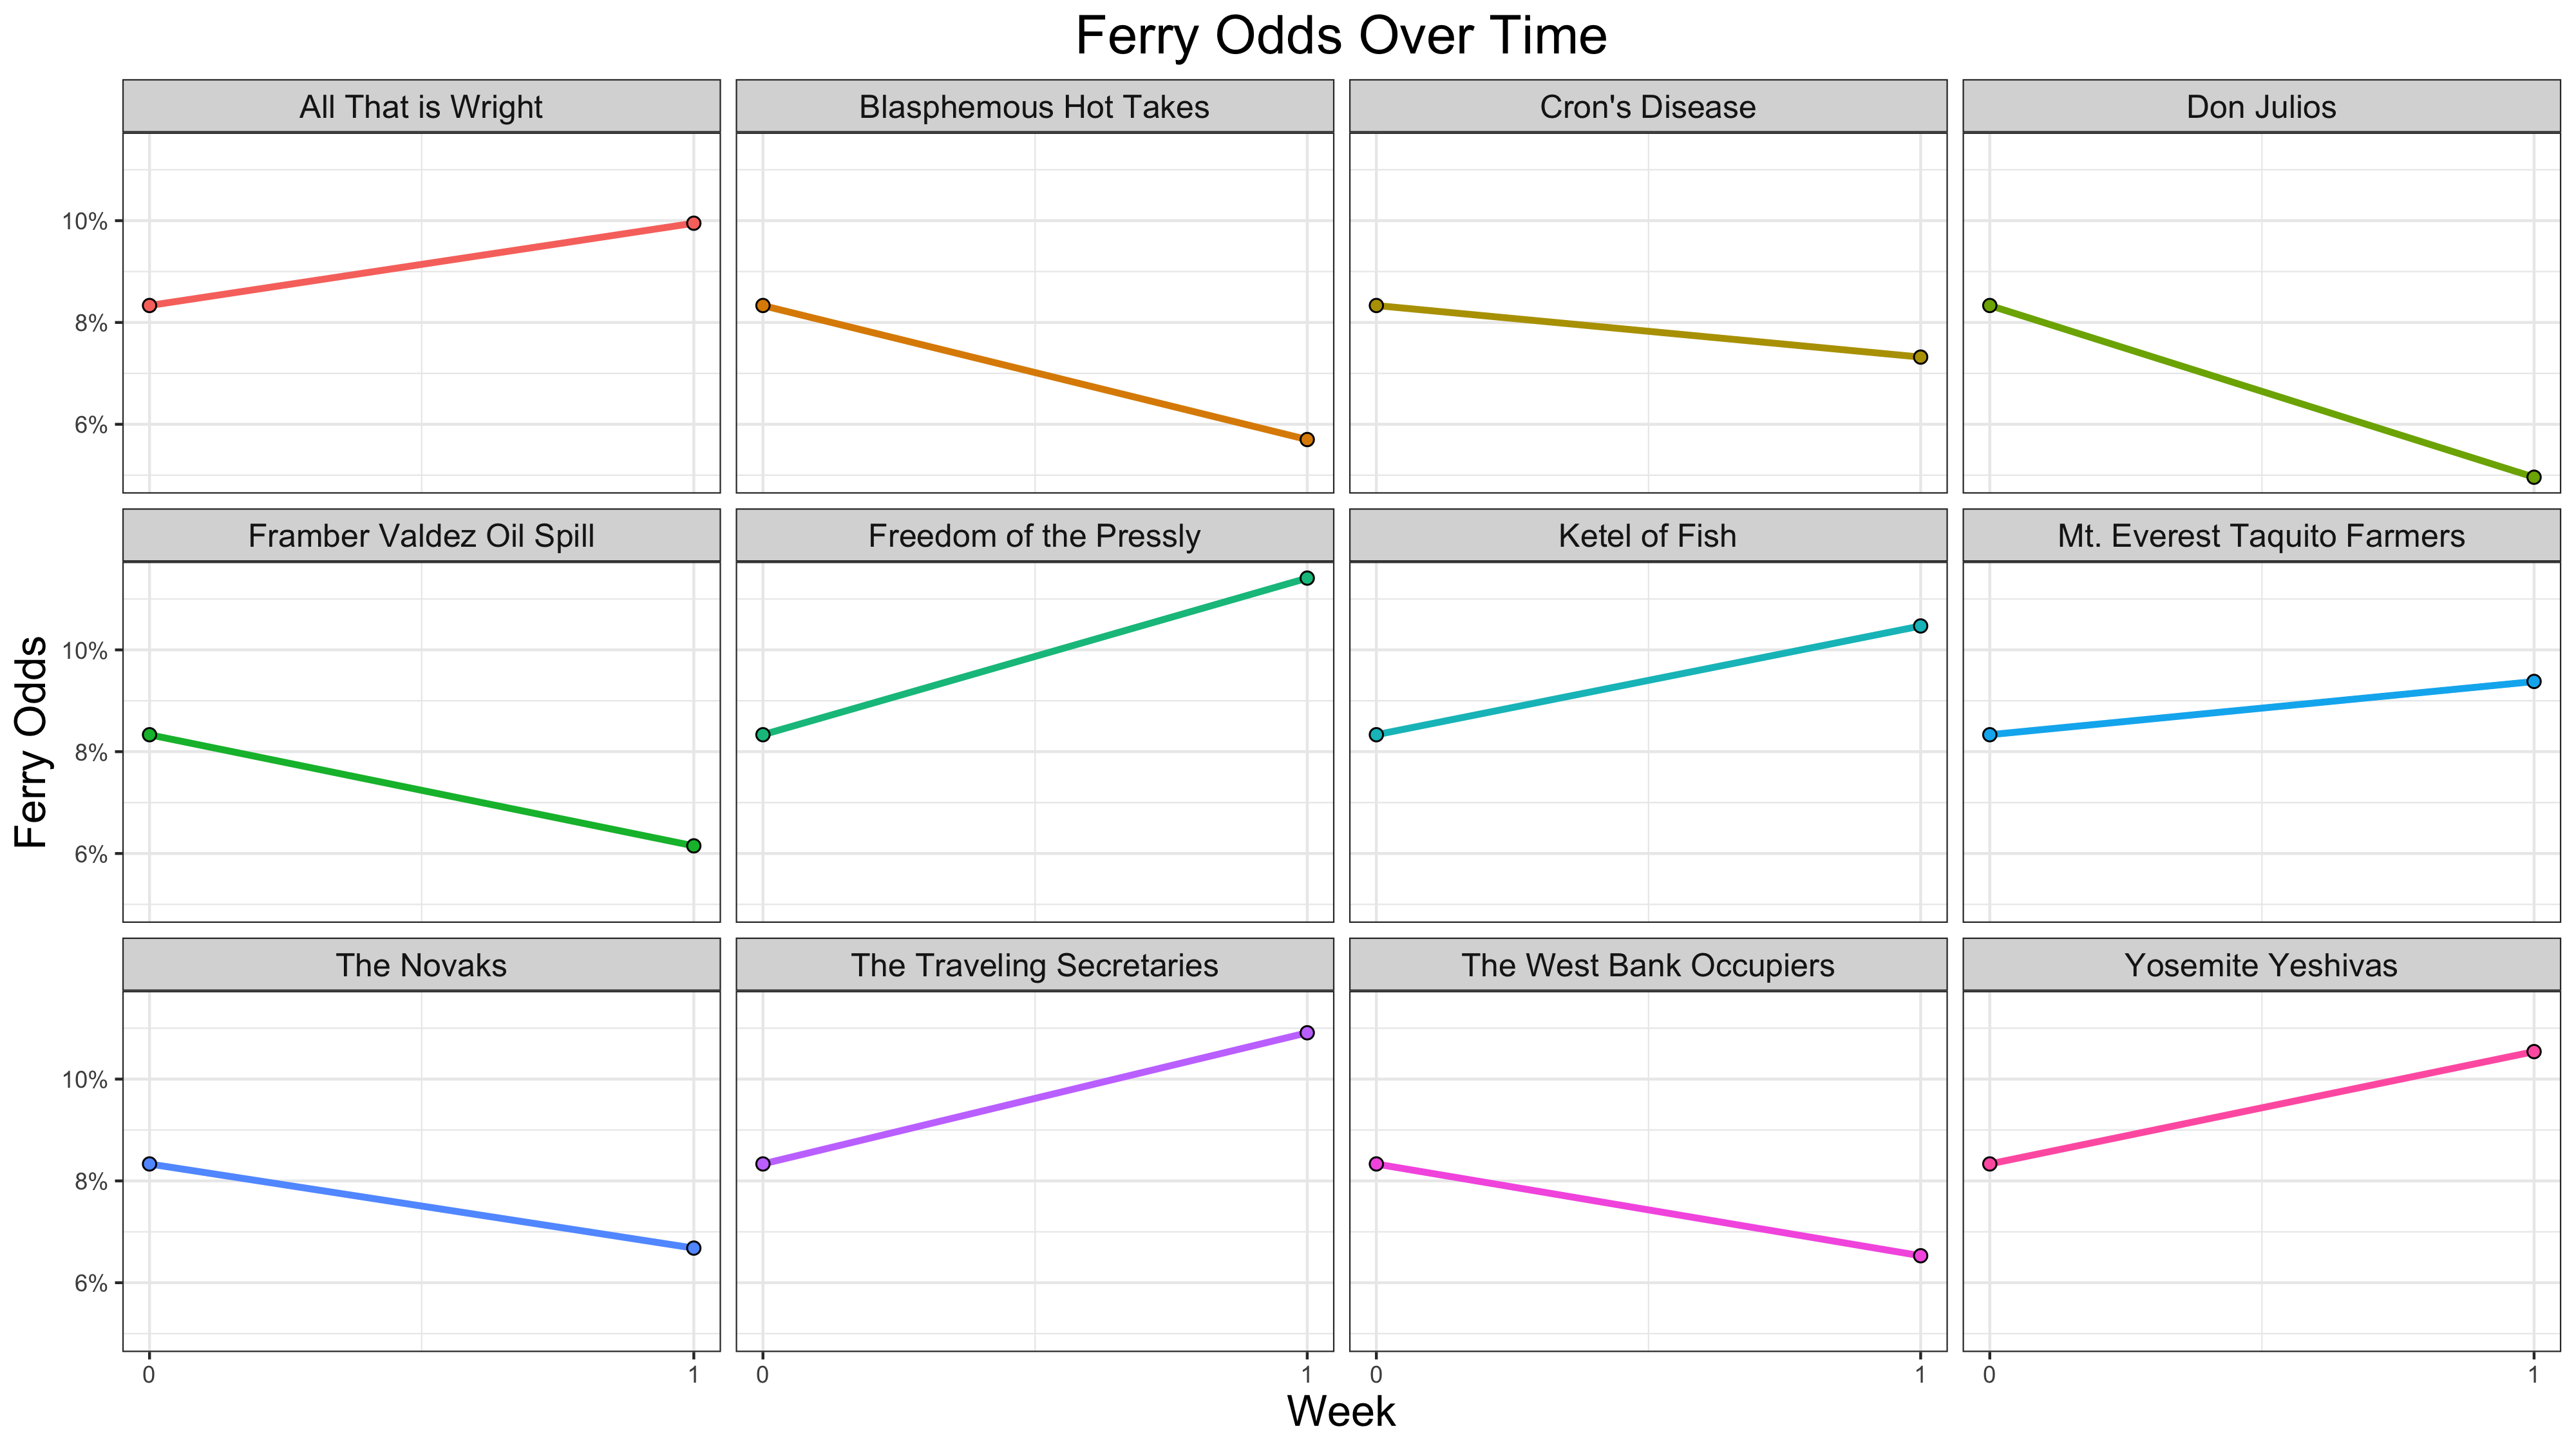 Ferry Odds Over Time
All That is Wright
Blasphemous Hot Takes
Cron's Disease
Don Julios
10%
8%
6%
Framber Valdez Oil Spill
Freedom of the Pressly
Ketel of Fish
Mt. Everest Taquito Farmers
Ferry Odds
10%
8%
6%
The Novaks
The Traveling Secretaries
The West Bank Occupiers
Yosemite Yeshivas
10%
8%
6%
0 1 0 1 0 1 0 1
Week